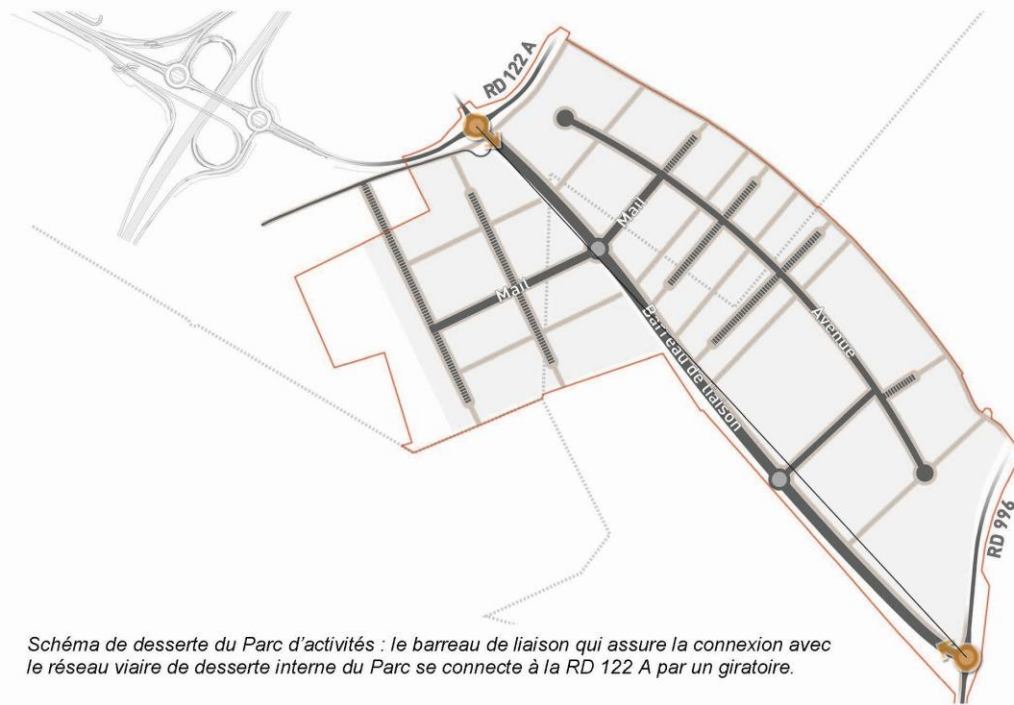 RD 122 A
Mail
Mail
Avenue
Barreau de liaison
RD 996
Schéma de desserte du Parc d'activités : le barreau de liaison qui assure la connexion avec
le réseau viaire de desserte interne du Parc se connecte à la RD 122 A par un giratoire.